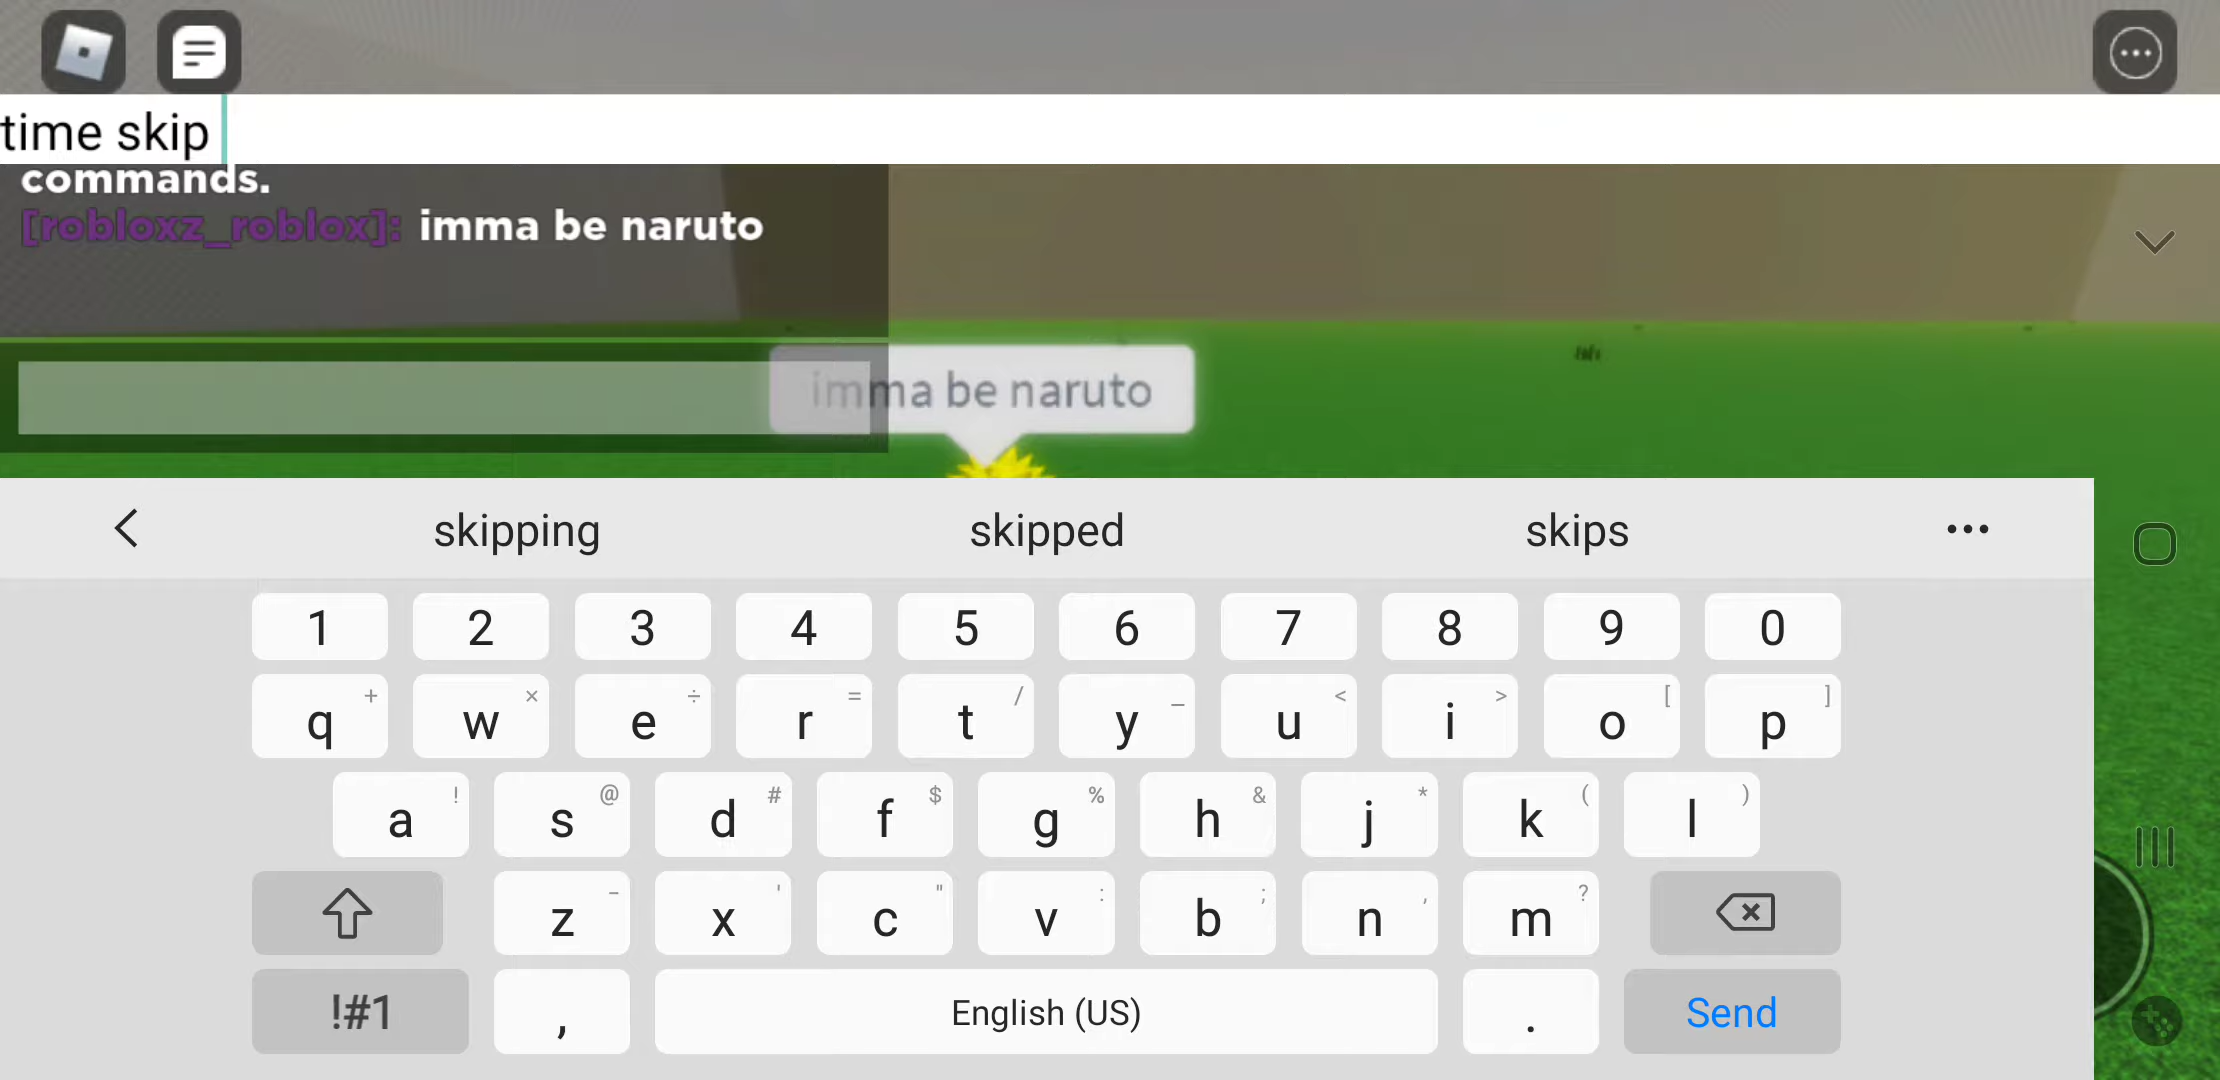 time skip
commands.
[robloxz_roblox]: imma be naruto
imma be naruto
skipping skipped skips
1 2 3 4 5 6 7 8 9 0
q + w × e ÷ r = t / y _ u < i > o [ p ]
a ! s @ d # f $ g % h & j * k ( l )
z - x ' c " v : b ; n , m ?
!#1 , English (US) . Send